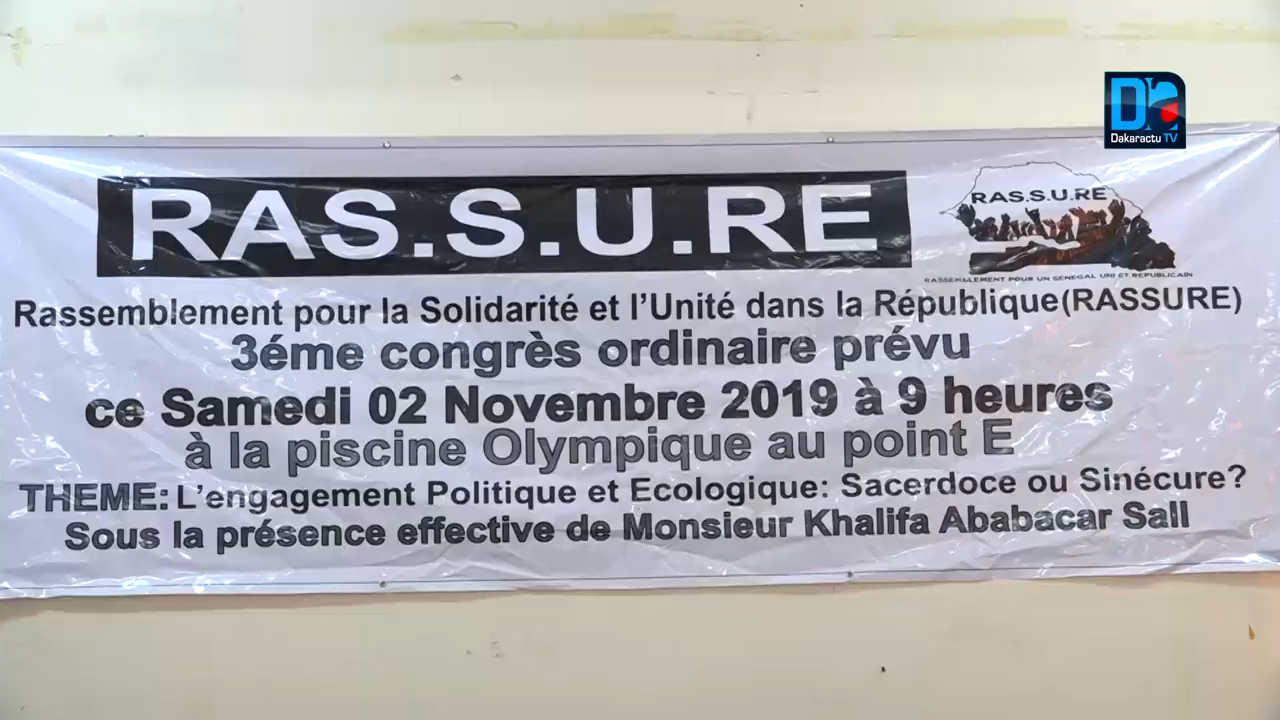 Dakaractu TV
RAS.S.U.RE
RAS.S.U.RE
RASSEMBLEMENT POUR UN SENEGAL UNI ET REPUBLICAIN
Rassemblement pour la Solidarité et l'Unité dans la République(RASSURE)
3éme congrès ordinaire prévu
ce Samedi 02 Novembre 2019 à 9 heures
à la piscine Olympique au point E
THEME: L'engagement Politique et Ecologique: Sacerdoce ou Sinécure?
Sous la présence effective de Monsieur Khalifa Ababacar Sall